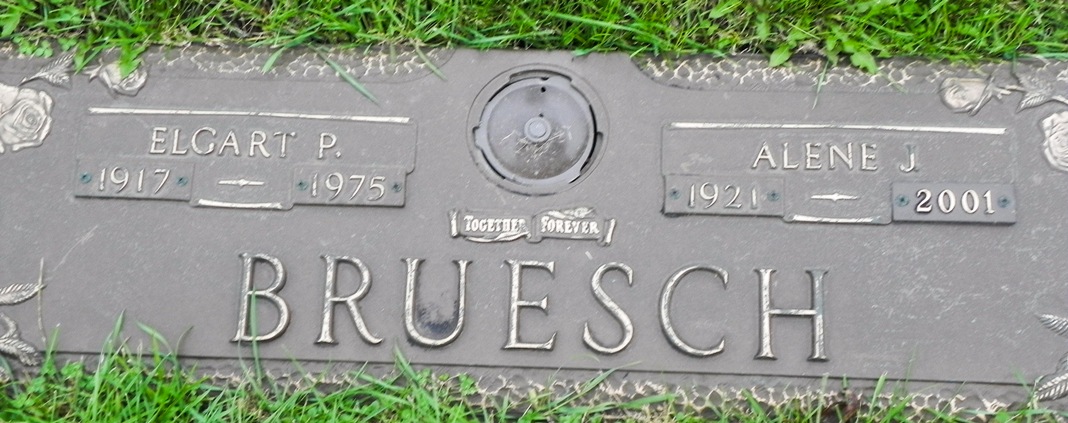 ELGART P.
1917 — 1975
ALENE J.
1921 — 2001
TOGETHER FOREVER
BRUESCH